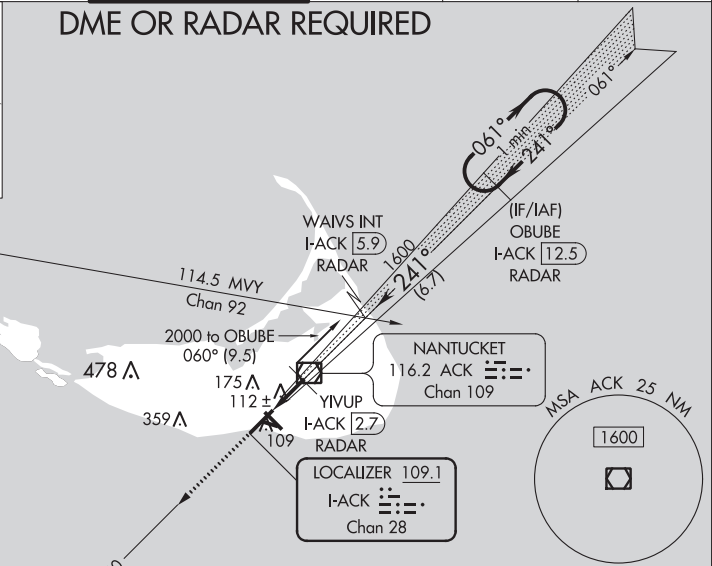 DME OR RADAR REQUIRED
061°
061°
1 min
241°
(IF/IAF)
OBUBE
I-ACK 12.5
RADAR
WAIVS INT
I-ACK 5.9
RADAR
1600
241°
(6.7)
114.5 MVY
Chan 92
2000 to OBUBE
060° (9.5)
NANTUCKET
116.2 ACK
Chan 109
478
175
112 ±
359
109
YIVUP
I-ACK 2.7
RADAR
LOCALIZER 109.1
I-ACK
Chan 28
MSA ACK 25 NM
1600